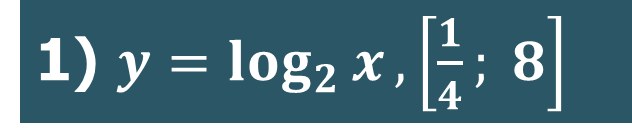 1) y = log₂ x, [1/4; 8]